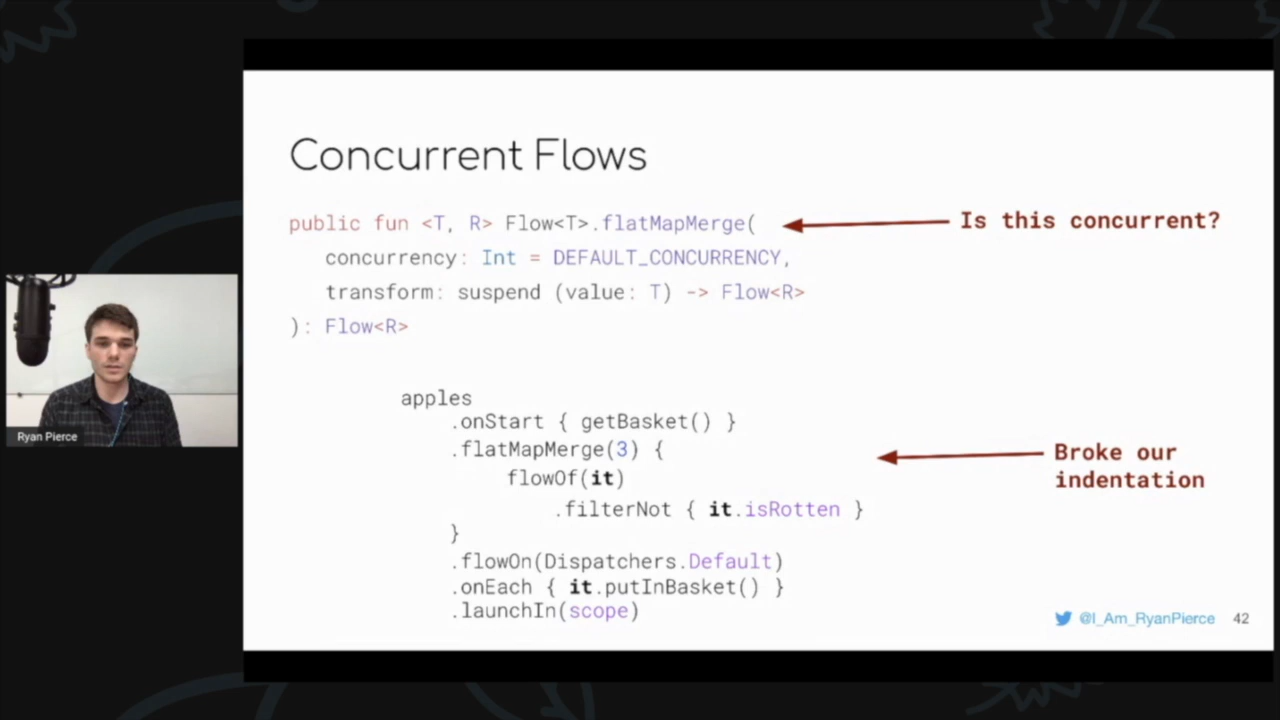 Concurrent Flows
public fun <T, R> Flow<T>.flatMapMerge(
Is this concurrent?
concurrency: Int = DEFAULT_CONCURRENCY,
transform: suspend (value: T) -> Flow<R>
): Flow<R>
apples
.onStart { getBasket() }
.flatMapMerge(3) {
Broke our
indentation
flowOf(it)
.filterNot { it.isRotten }
}
.flowOn(Dispatchers.Default)
.onEach { it.putInBasket() }
.launchIn(scope)
@I_Am_RyanPierce 42
Ryan Pierce